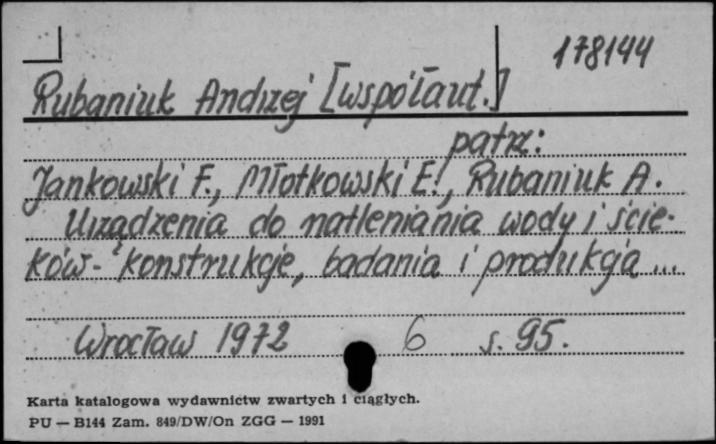 178144
Rubaniuk Andrzej [współaut.]
patrz:
Jankowski F., Młotkowski E., Rubaniuk A.
Urządzenia do natleniania wody i ście-
ków - konstrukcje, badania i produkcja ...
Wrocław 1972 6 s. 95.
Karta katalogowa wydawnictw zwartych i ciągłych.
PU — B144 Zam. 849/DW/On ZGG — 1991